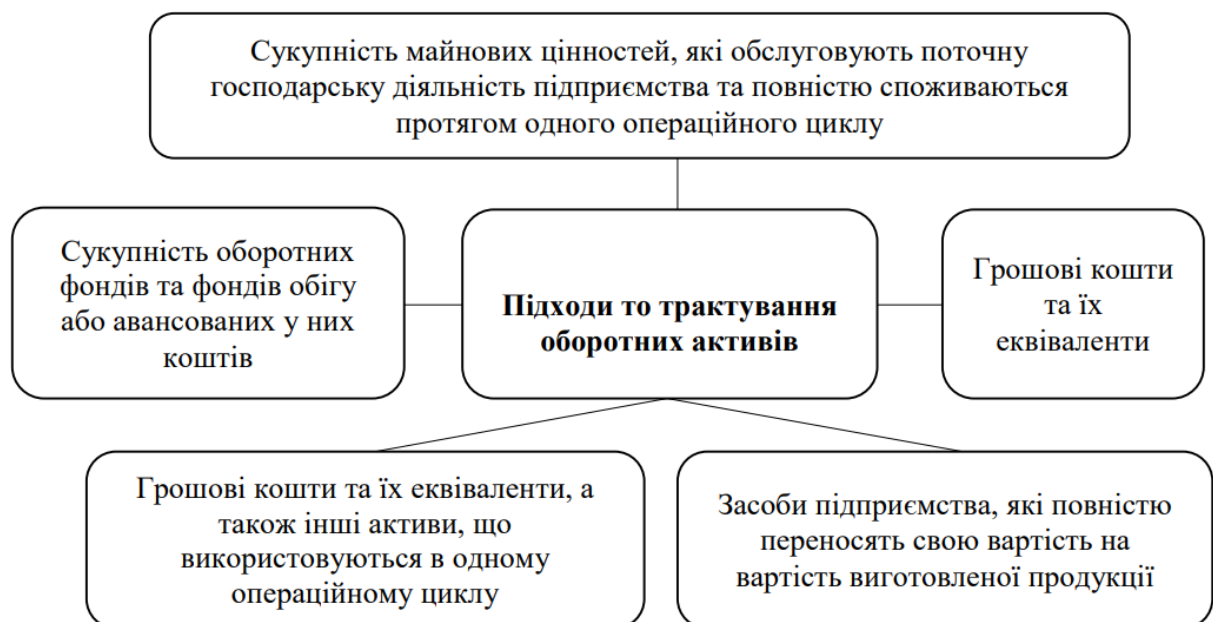 Сукупність майнових цінностей, які обслуговують поточну
господарську діяльність підприємства та повністю споживаються
протягом одного операційного циклу
Сукупність оборотних
фондів та фондів обігу
або авансованих у них
коштів
Підходи то трактування
оборотних активів
Грошові кошти
та їх
еквіваленти
Грошові кошти та їх еквіваленти, а
також інші активи, що
використовуються в одному
операційному циклу
Засоби підприємства, які повністю
переносять свою вартість на
вартість виготовленої продукції